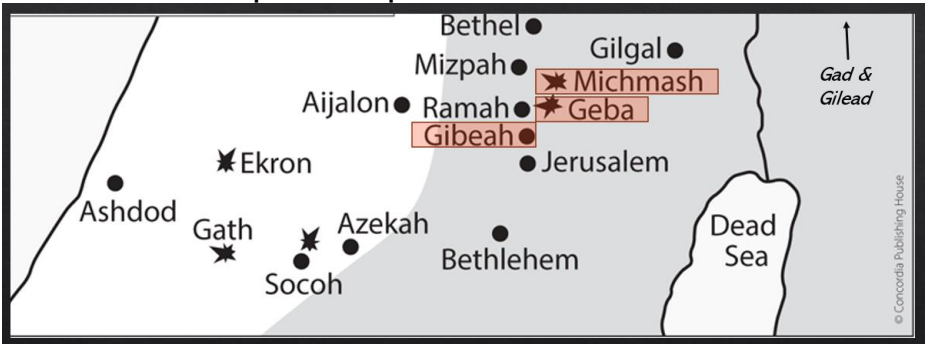 Bethel
Gilgal
Mizpah
Michmash
Gad &
Gilead
Aijalon
Ramah
Geba
Gibeah
Ekron
Jerusalem
Ashdod
Gath
Azekah
Socoh
Bethlehem
Dead
Sea
© Concordia Publishing House